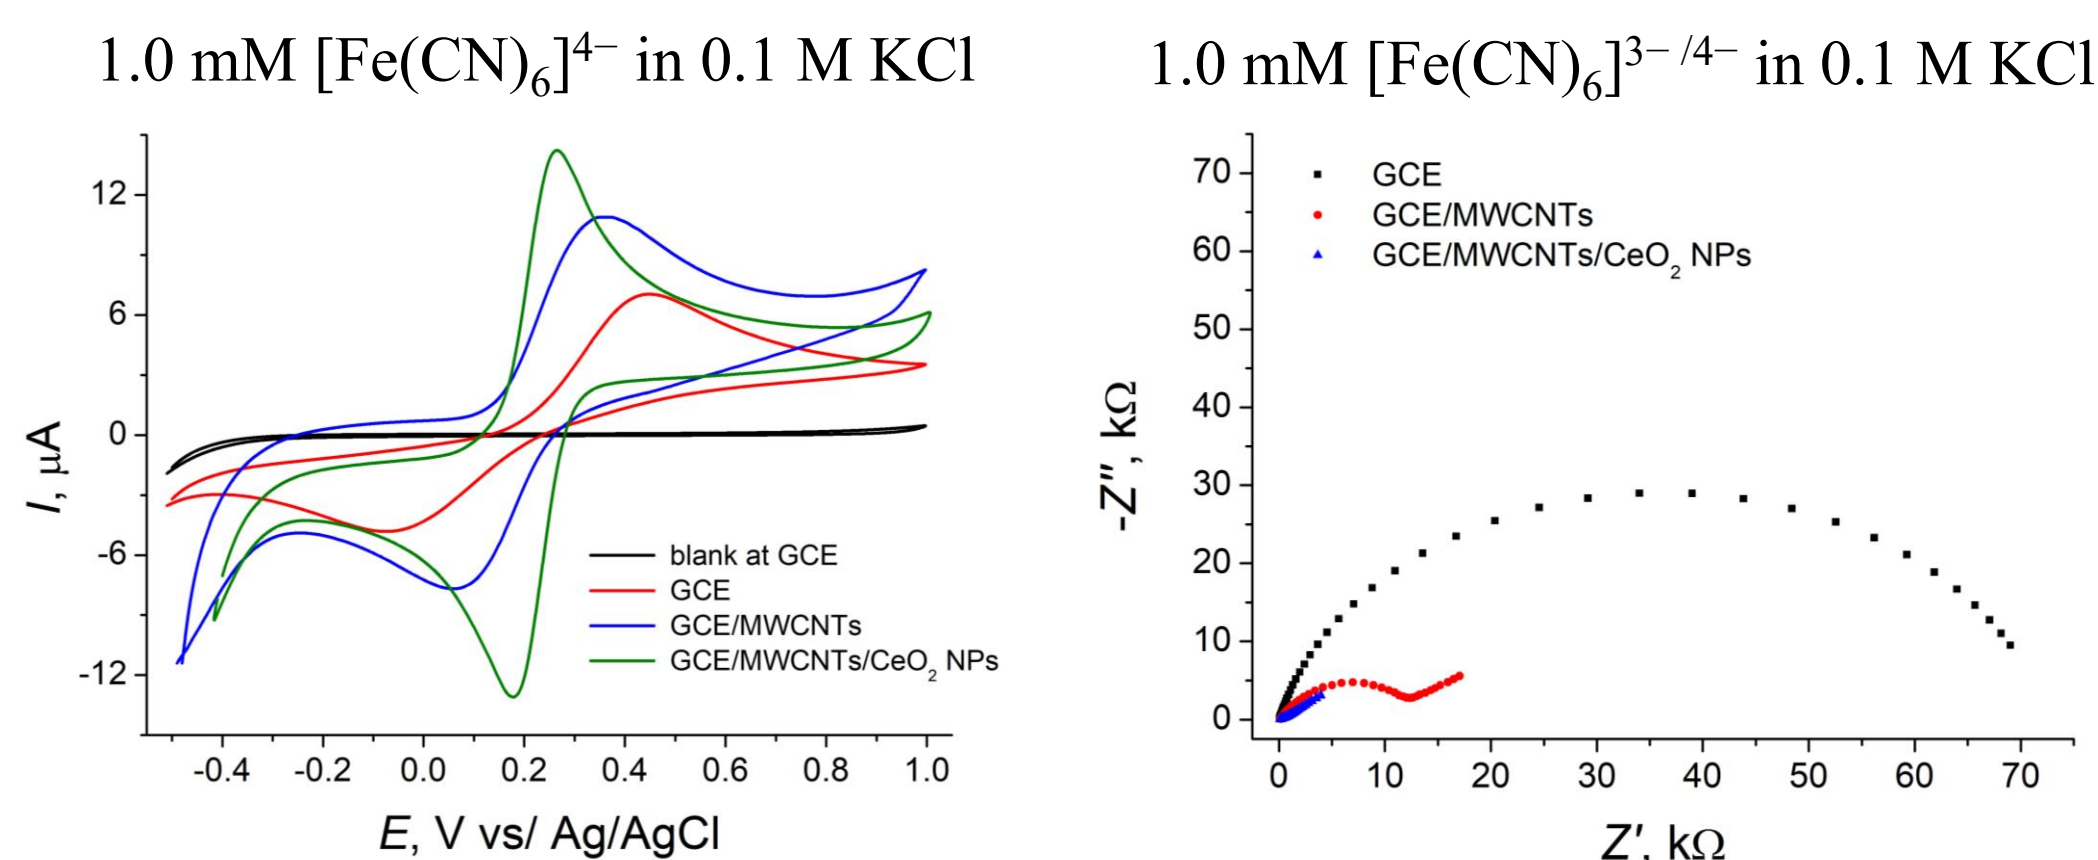 1.0 mM [Fe(CN)₆]⁴⁻ in 0.1 M KCl
12
6
0
-6
-12
I, μA
-0.4 -0.2 0.0 0.2 0.4 0.6 0.8 1.0
E, V vs/ Ag/AgCl
blank at GCE
GCE
GCE/MWCNTs
GCE/MWCNTs/CeO₂ NPs
1.0 mM [Fe(CN)₆]³⁻ /⁴⁻ in 0.1 M KCl
70
60
50
40
30
20
10
0
-Z", kΩ
GCE
GCE/MWCNTs
GCE/MWCNTs/CeO₂ NPs
0 10 20 30 40 50 60 70
Z', kΩ